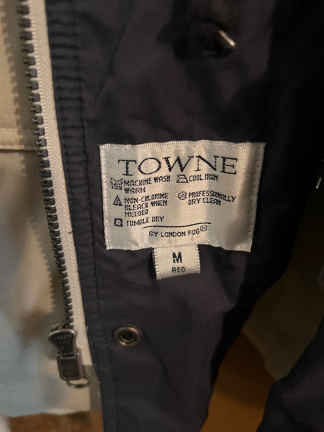 TOWNE
MACHINE WASH WARM
COOL IRON
NON-CHLORINE BLEACH WHEN NEEDED
PROFESSIONALLY DRY CLEAN
TUMBLE DRY
BY LONDON FOG®
M
REG